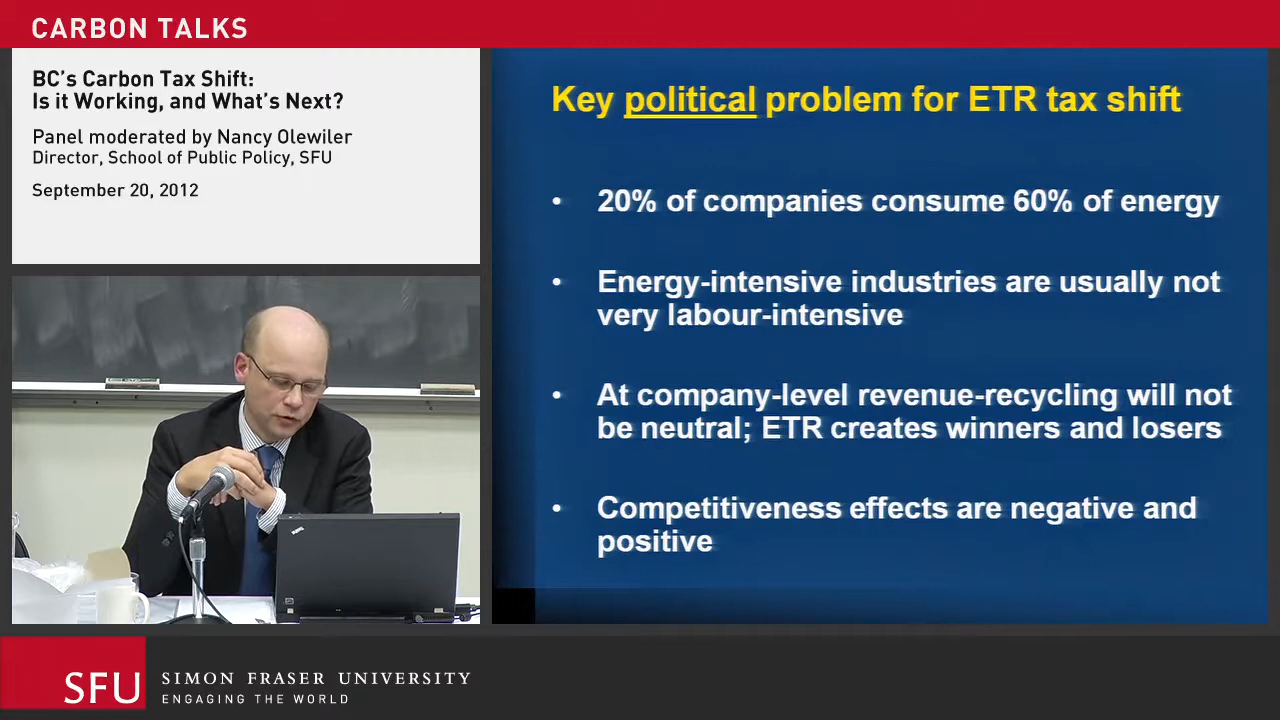 CARBON TALKS
BC's Carbon Tax Shift:
Is it Working, and What's Next?
Panel moderated by Nancy Olewiler
Director, School of Public Policy, SFU
September 20, 2012
Key political problem for ETR tax shift
• 20% of companies consume 60% of energy
• Energy-intensive industries are usually not
very labour-intensive
• At company-level revenue-recycling will not
be neutral; ETR creates winners and losers
• Competitiveness effects are negative and
positive
SFU
SIMON FRASER UNIVERSITY
ENGAGING THE WORLD